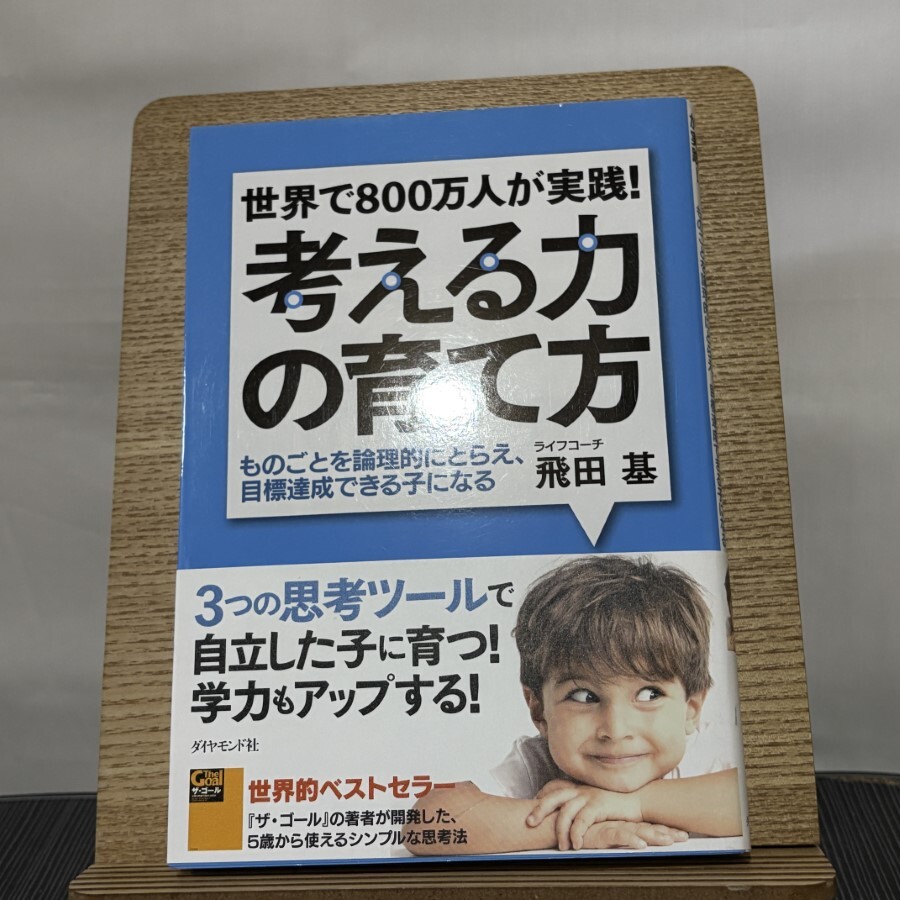 世界で800万人が実践!
考える力
の育て方
ものごとを論理的にとらえ、
目標達成できる子になる
ライフコーチ
飛田 基
3つの思考ツールで
自立した子に育つ!
学力もアップする!
ダイヤモンド社
The
Goal
ザ・ゴール
世界的ベストセラー
『ザ・ゴール』の著者が開発した、
5歳から使えるシンプルな思考法